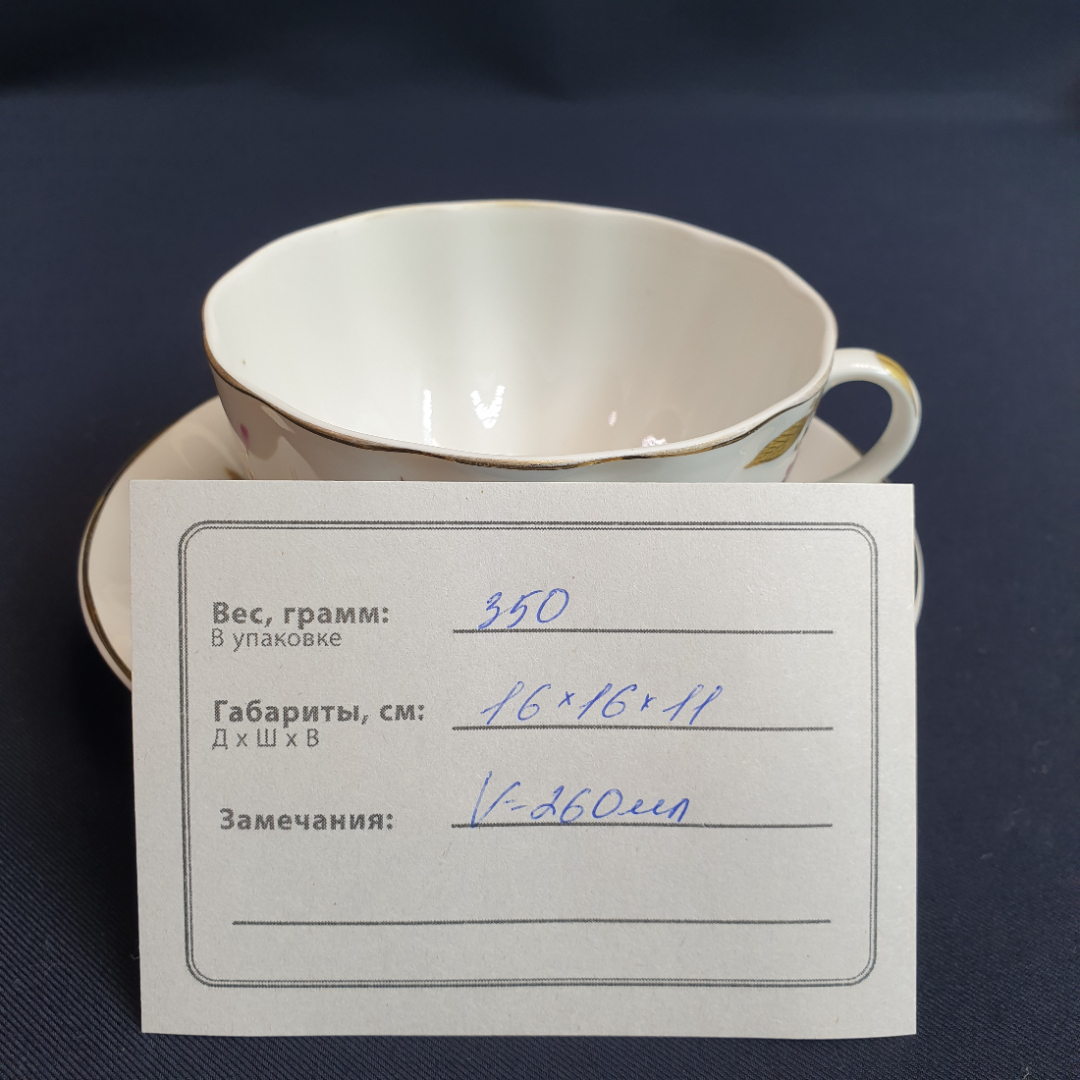 Вес, грамм: 350
В упаковке
Габариты, см: 16×16×11
Д х Ш х В
Замечания: V-260мл